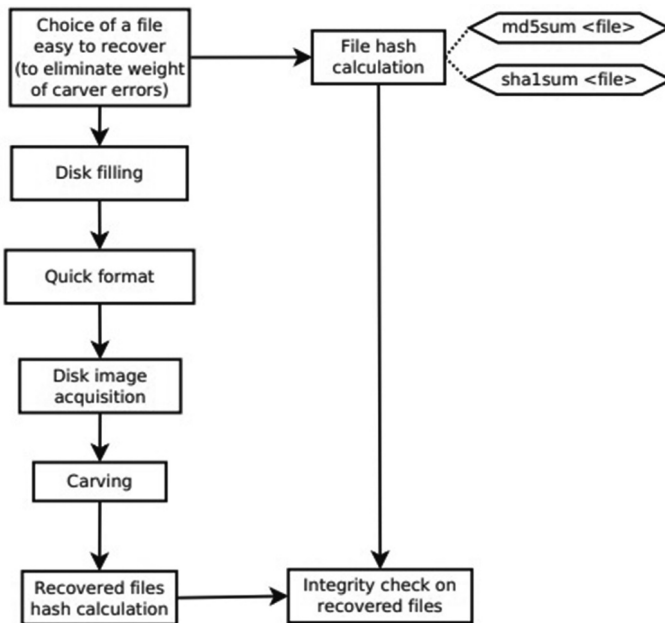 Choice of a file
easy to recover
(to eliminate weight
of carver errors)
File hash
calculation
md5sum <file>
sha1sum <file>
Disk filling
Quick format
Disk image
acquisition
Carving
Recovered files
hash calculation
Integrity check on
recovered files